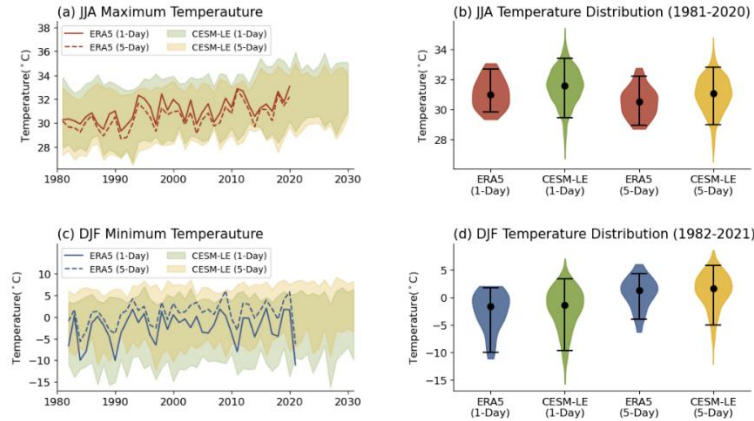 (a) JJA Maximum Temperauture
ERA5 (1-Day)
ERA5 (5-Day)
CESM-LE (1-Day)
CESM-LE (5-Day)
Temperature(°C)
38
36
34
32
30
28
1980
1990
2000
2010
2020
2030
(b) JJA Temperature Distribution (1981-2020)
Temperature(°C)
34
32
30
28
ERA5
(1-Day)
CESM-LE
(1-Day)
ERA5
(5-Day)
CESM-LE
(5-Day)
(c) DJF Minimum Temperauture
ERA5 (1-Day)
ERA5 (5-Day)
CESM-LE (1-Day)
CESM-LE (5-Day)
Temperature(°C)
10
5
0
−5
−10
−15
1980
1990
2000
2010
2020
2030
(d) DJF Temperature Distribution (1982-2021)
Temperature(°C)
5
0
−5
−10
−15
ERA5
(1-Day)
CESM-LE
(1-Day)
ERA5
(5-Day)
CESM-LE
(5-Day)